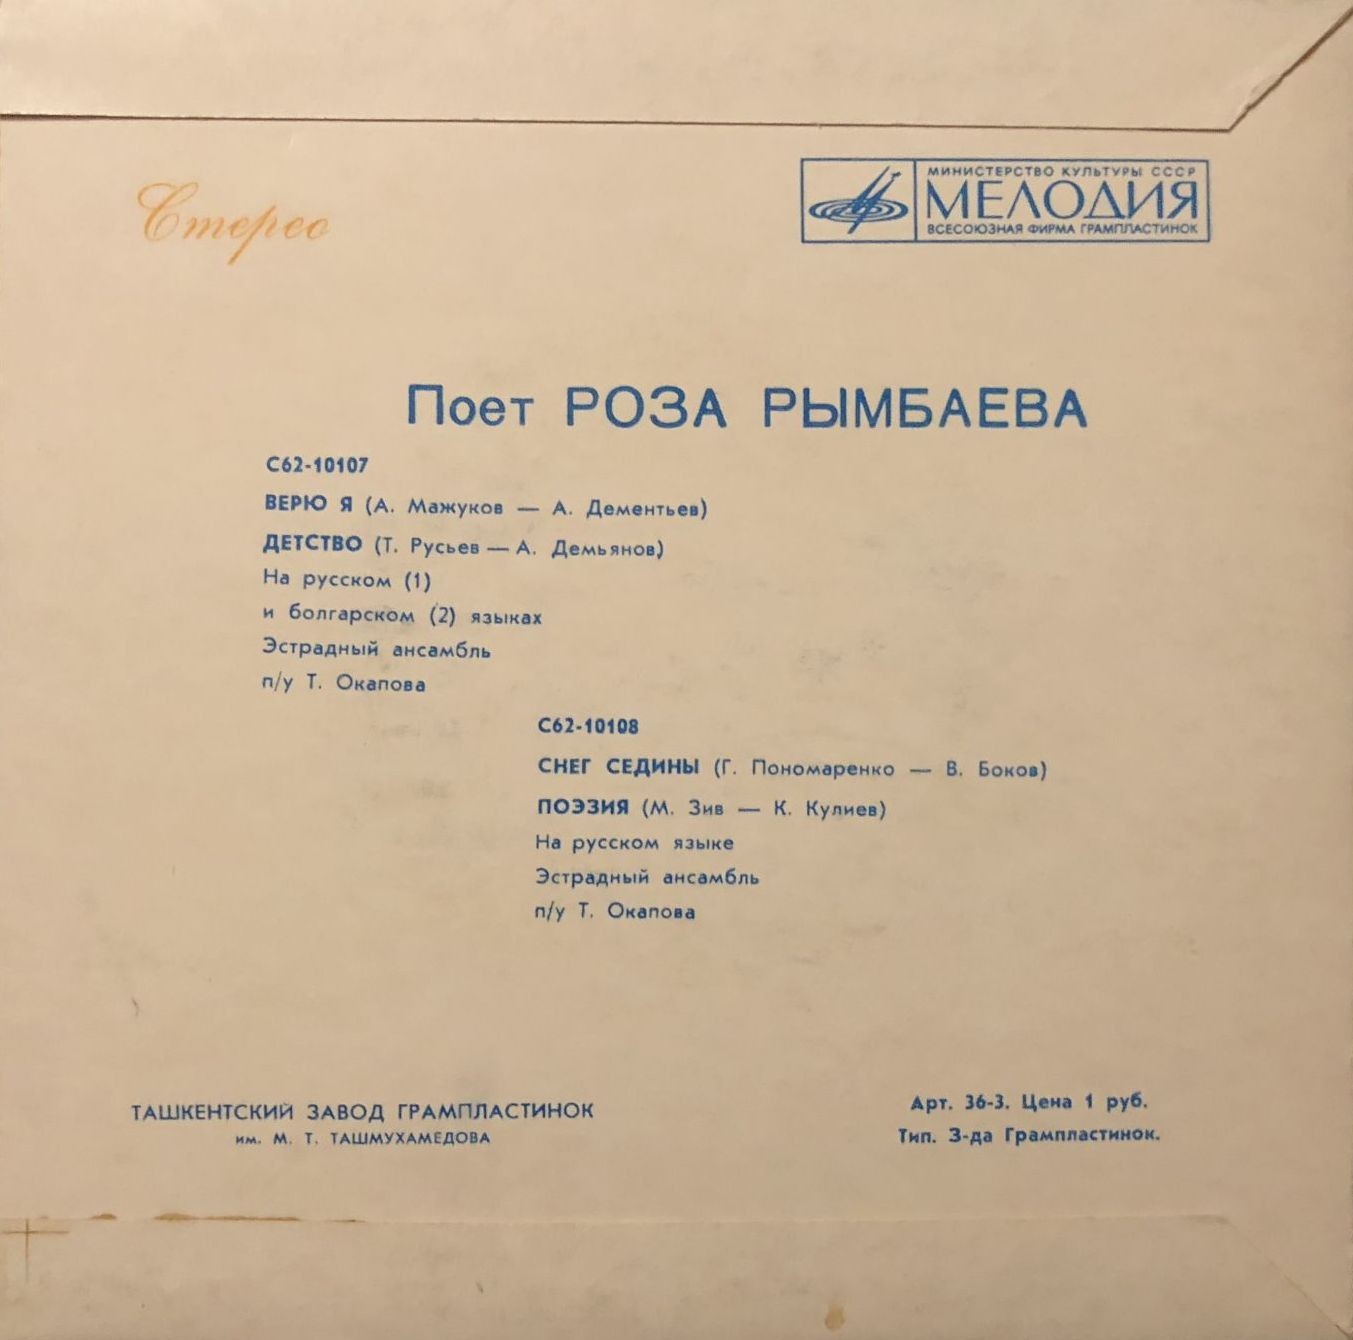 Стерео
МИНИСТЕРСТВО КУЛЬТУРЫ СССР
МЕЛОДИЯ
ВСЕСОЮЗНАЯ ФИРМА ГРАМПЛАСТИНОК
Поет РОЗА РЫМБАЕВА
С62-10107
ВЕРЮ Я (А. Мажуков — А. Дементьев)
ДЕТСТВО (Т. Русьев — А. Демьянов)
На русском (1)
и болгарском (2) языках
Эстрадный ансамбль
п/у Т. Окапова
С62-10108
СНЕГ СЕДИНЫ (Г. Пономаренко — В. Боков)
ПОЭЗИЯ (М. Зив — К. Кулиев)
На русском языке
Эстрадный ансамбль
п/у Т. Окапова
ТАШКЕНТСКИЙ ЗАВОД ГРАМПЛАСТИНОК
им. М. Т. ТАШМУХАМЕДОВА
Арт. 36-3. Цена 1 руб.
Тип. З-да Грампластинок.